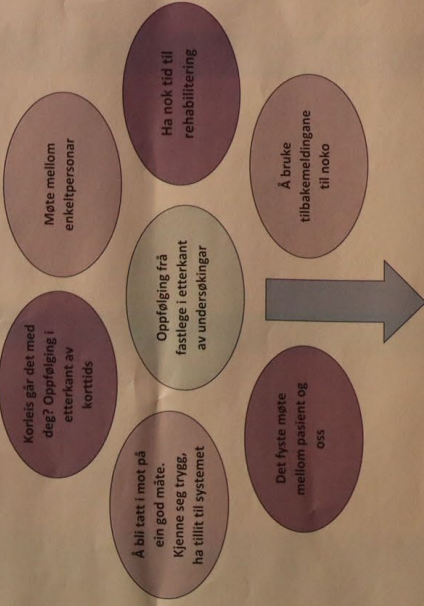 Korleis går det med
deg? Oppfølging i
etterkant av
korttids
Møte mellom
enkeltpersonar
Å bli tatt i mot på
ein god måte.
Kjenne seg trygg,
ha tillit til systemet
Oppfølging frå
fastlege i etterkant
av undersøkingar
Ha nok tid til
rehabilitering
Det fyste møte
mellom pasient og
oss
Å bruke
tilbakemeldingane
til noko